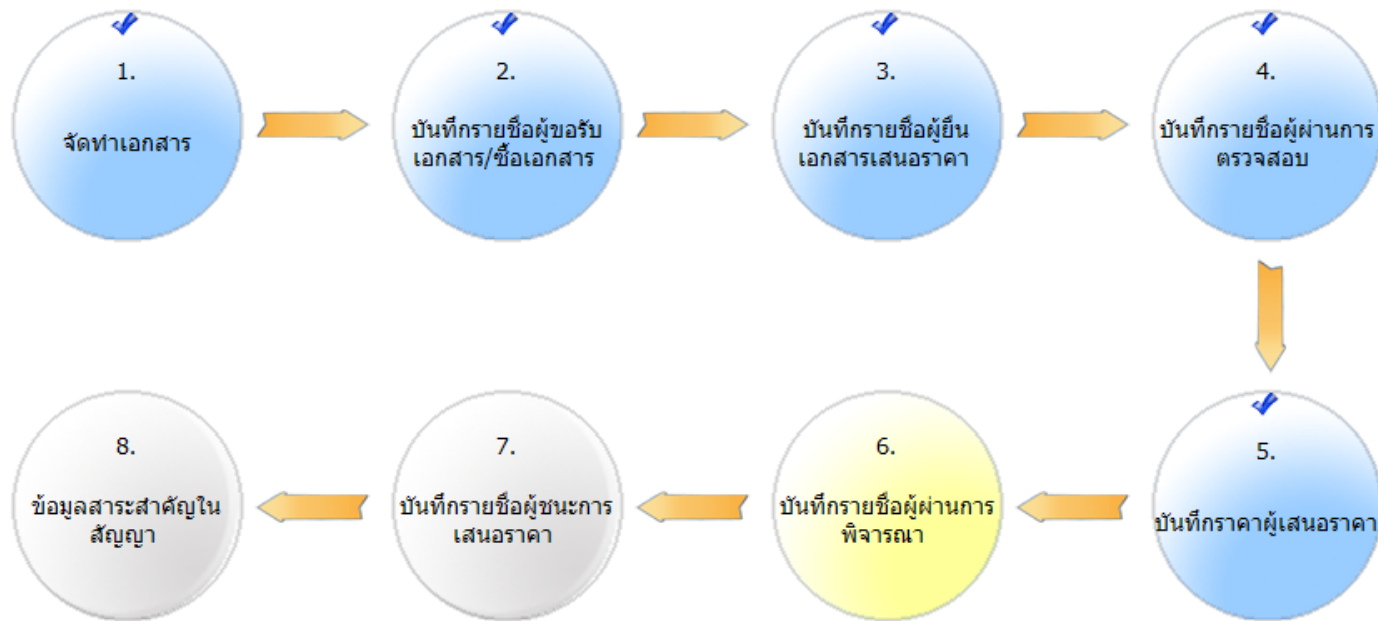 1.
จัดทำเอกสาร
2.
บันทึกรายชื่อผู้ขอรับ
เอกสาร/ซื้อเอกสาร
3.
บันทึกรายชื่อผู้ยื่น
เอกสารเสนอราคา
4.
บันทึกรายชื่อผู้ผ่านการ
ตรวจสอบ
5.
บันทึกราคาผู้เสนอราคา
6.
บันทึกรายชื่อผู้ผ่านการ
พิจารณา
7.
บันทึกรายชื่อผู้ชนะการ
เสนอราคา
8.
ข้อมูลสาระสำคัญใน
สัญญา